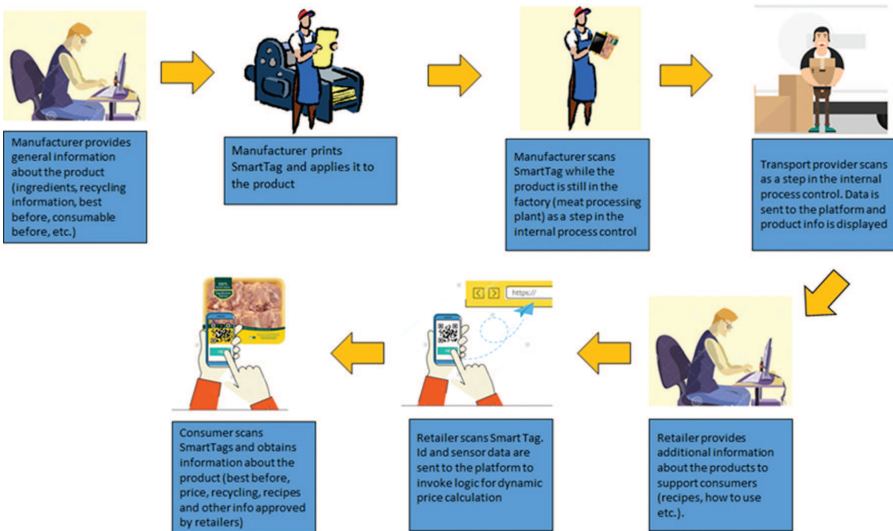 Manufacturer provides
general information
about the product
(ingredients, recycling
information, best
before, consumable
before, etc.)
Manufacturer prints
SmartTag and applies it to
the product
Manufacturer scans
SmartTag while the
product is still in the
factory (meat processing
plant) as a step in the
internal process control
Transport provider scans
as a step in the internal
process control. Data is
sent to the platform and
product info is displayed
https://
Consumer scans
SmartTags and obtains
information about the
product (best before,
price, recycling, recipes
and other info approved
by retailers)
Retailer scans Smart Tag.
Id and sensor data are
sent to the platform to
invoke logic for dynamic
price calculation
Retailer provides
additional information
about the products to
support consumers
(recipes, how to use
etc.).